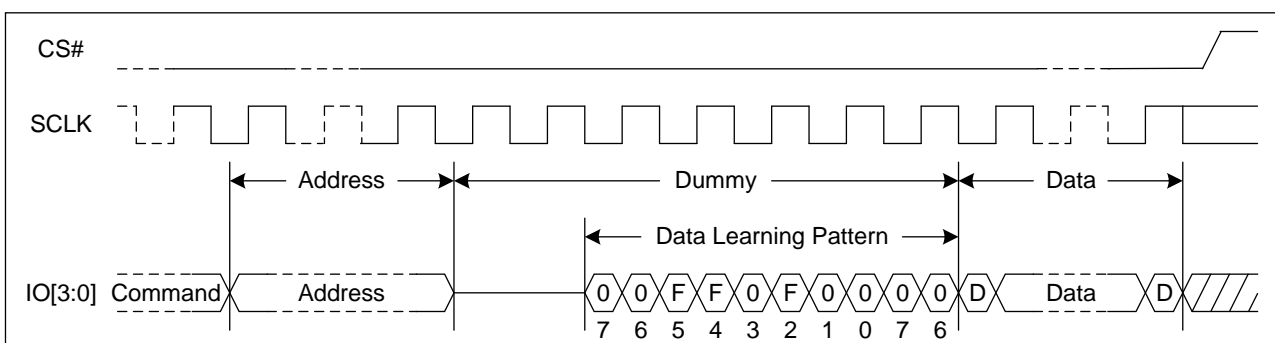 CS#
SCLK
Address Dummy Data
Data Learning Pattern
IO[3:0] Command Address 0 0 F F 0 F 0 0 0 0 D Data D
7 6 5 4 3 2 1 0 7 6